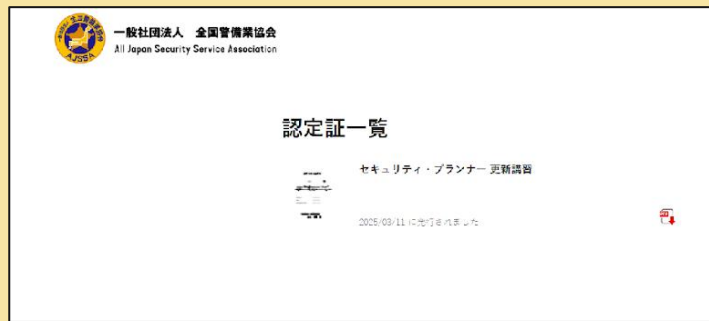 一般社団法人 全国警備業協会
All Japan Security Service Association
AJSSA
認定証一覧
セキュリティ・プランナー 更新講習
2025/03/11 に発行されました